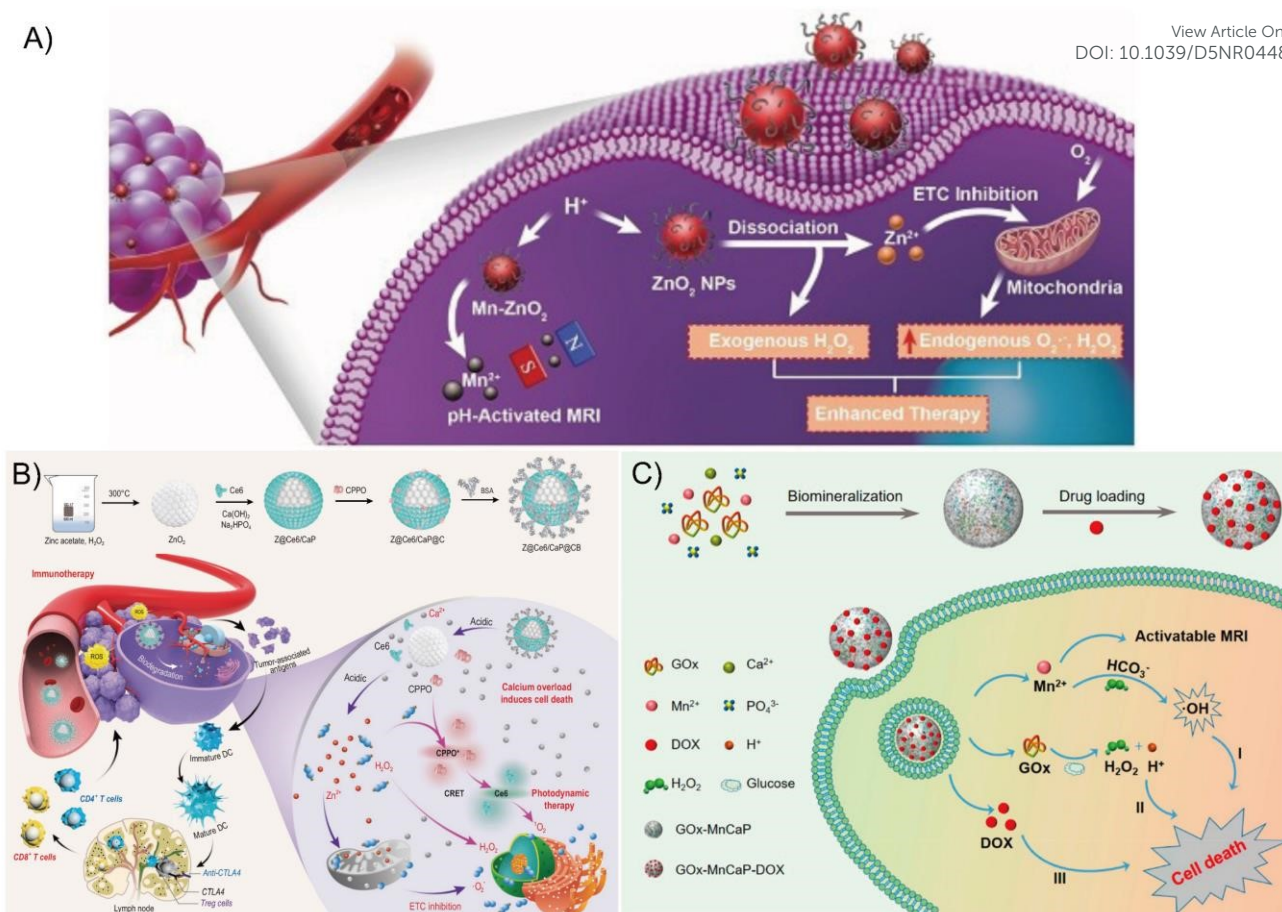 A)
View Article On
DOI: 10.1039/D5NR0448
H⁺
Mn-ZnO₂
Mn²⁺
S
N
pH-Activated MRI
ZnO₂ NPs
Dissociation
Zn²⁺
ETC Inhibition
O₂
Mitochondria
Exogenous H₂O₂
Endogenous O₂·⁻, H₂O₂
Enhanced Therapy
B)
Zinc acetate, H₂O₂
300°C
ZnO₂
Ce6
Ca(OH)₂
Na₂HPO₄
Z@Ce6/CaP
CPPO
Z@Ce6/CaP@C
BSA
Z@Ce6/CaP@CB
Immunotherapy
ROS
ROS
Biodegradation
Tumor-associated
antigens
Immature DC
Mature DC
CD4⁺ T cells
CD8⁺ T cells
Anti-CTLA4
CTLA4
Treg cells
Lymph node
Ca²⁺
Ce6
Acidic
CPPO
Acidic
Calcium overload
induces cell death
H₂O₂
CPPO*
Zn²⁺
CRET
Ce6
Photodynamic
therapy
¹O₂
H₂O₂
·O₂⁻
ETC inhibition
C)
Biomineralization
Drug loading
GOx
Ca²⁺
Mn²⁺
PO₄³⁻
DOX
H⁺
H₂O₂
Glucose
GOx-MnCaP
GOx-MnCaP-DOX
Activatable MRI
Mn²⁺
HCO₃⁻
·OH
I
GOx
H₂O₂
+
H⁺
II
DOX
III
Cell death